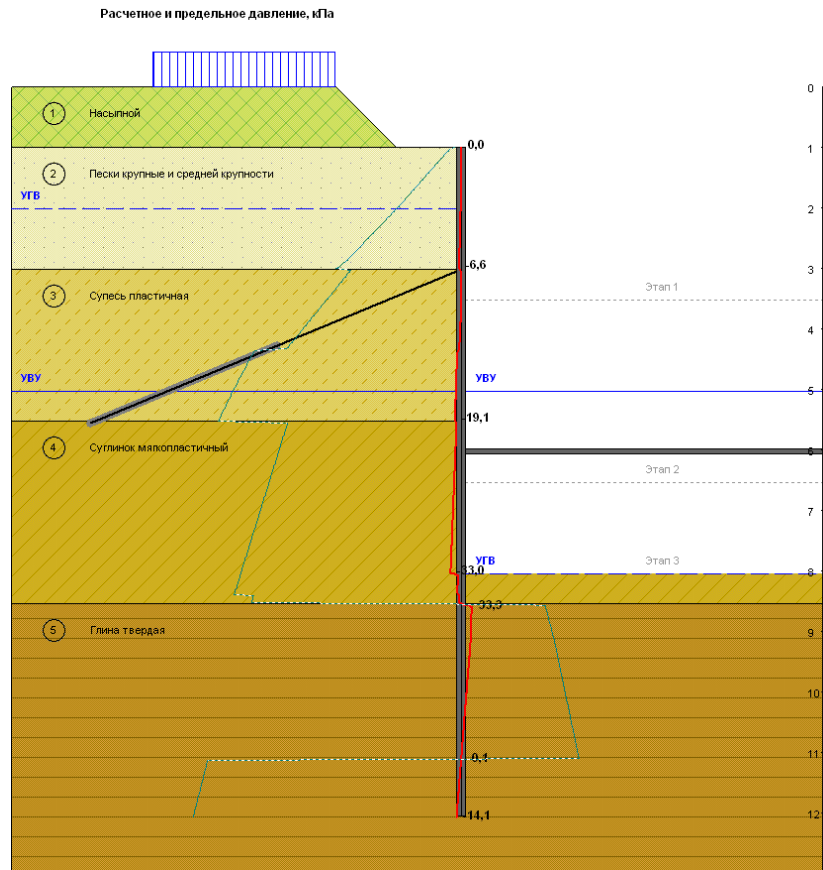 Расчетное и предельное давление, кПа
0
1
Насыпной
0,0
1
2
Пески крупные и средней крупности
УГВ
2
-6,6
3
3
Супесь пластичная
Этап 1
4
УВУ
УВУ
5
-19,1
4
Суглинок мягкопластичный
6
Этап 2
7
УГВ
Этап 3
-33,0
8
33,3
5
Глина твердая
9
10
11
9,1
14,1
12